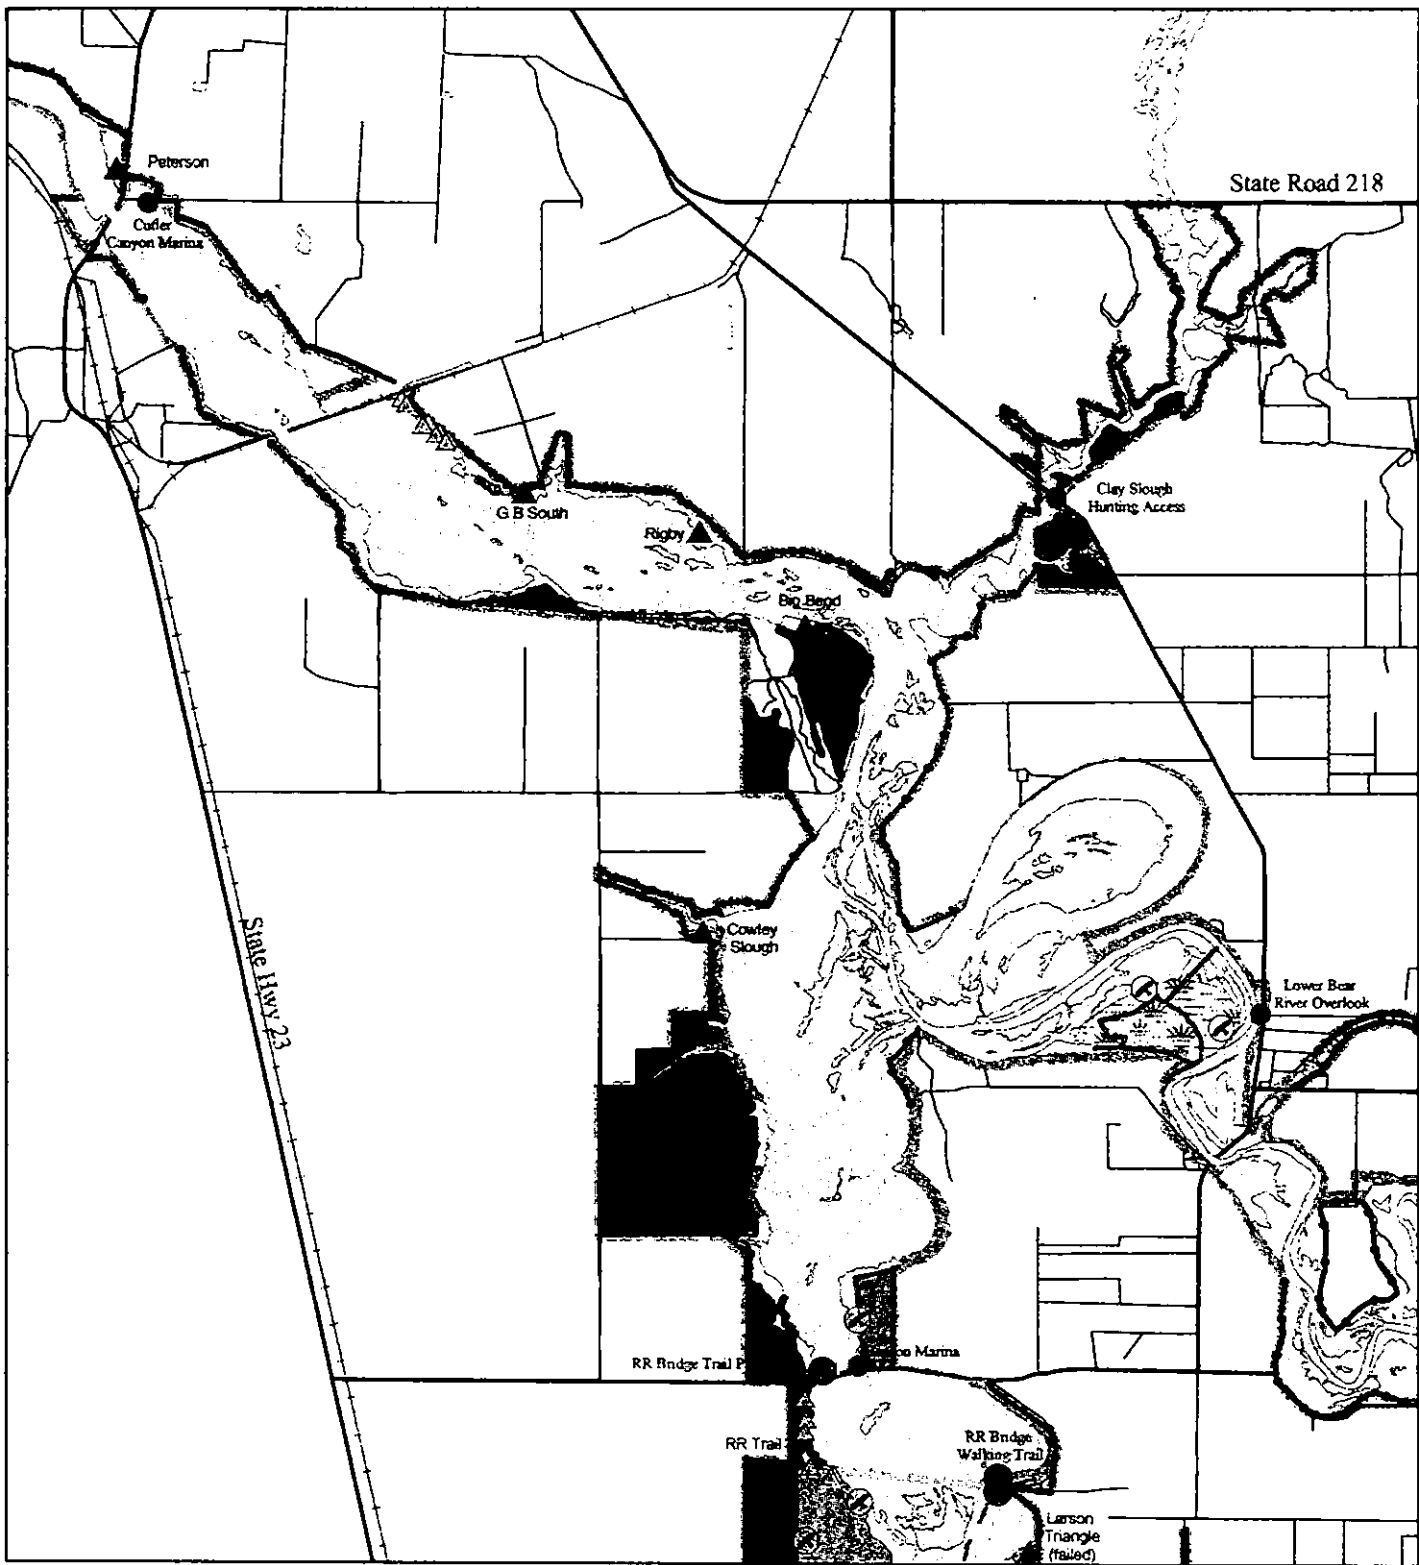 State Road 218
Peterson
Cutler
Canyon Marina
Clay Slough
Hunting Access
G B South
Rigby
Big Bend
Cowley
Slough
State Hwy 23
Lower Bear
River Overlook
Marina
RR Bridge Trail P
RR Trail
RR Bridge
Walking Trail
Larson
Triangle
(failed)